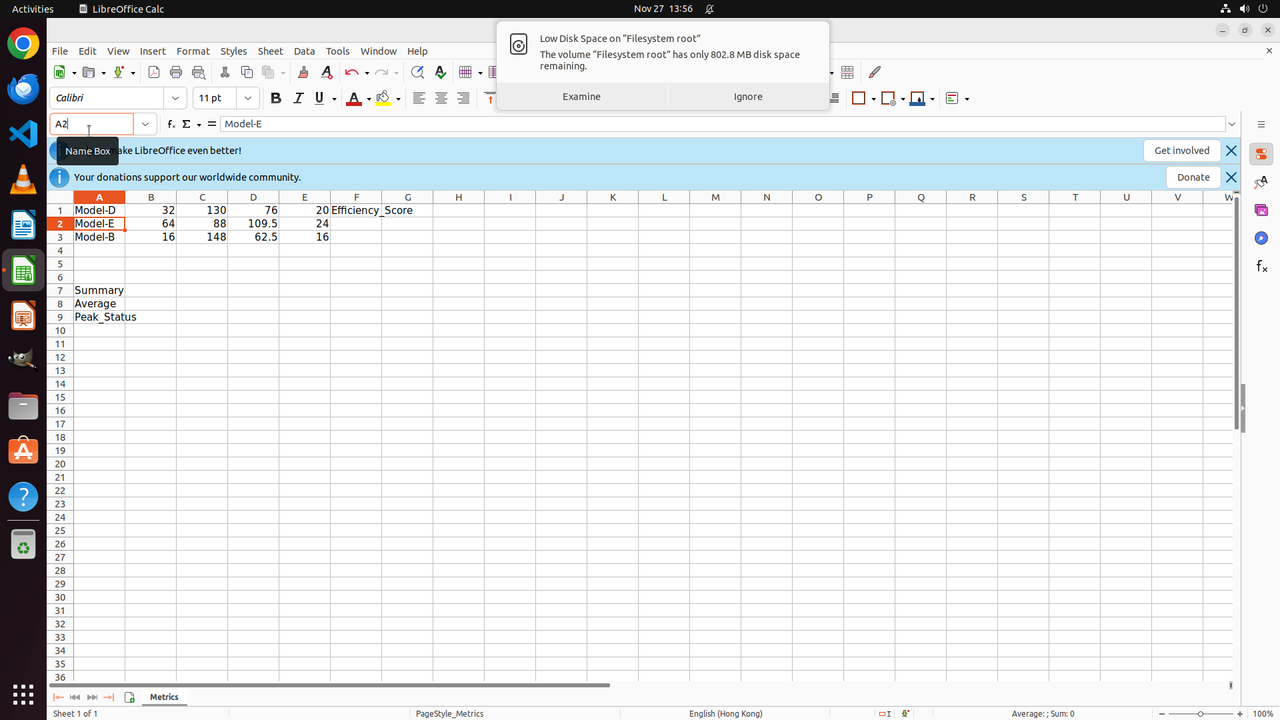 Activities
LibreOffice Calc
Nov 27 13:56
Low Disk Space on “Filesystem root”
The volume “Filesystem root” has only 802.8 MB disk space
remaining.
Examine
Ignore
File Edit View Insert Format Styles Sheet Data Tools Window Help
Calibri
11 pt
A2
Model-E
Name Box
make LibreOffice even better!
Get involved
Your donations support our worldwide community.
Donate
A B C D E F G H I J K L M N O P Q R S T U V W
1 Model-D 32 130 76 20 Efficiency_Score
2 Model-E 64 88 109.5 24
3 Model-B 16 148 62.5 16
4
5
6
7 Summary
8 Average
9 Peak_Status
10
11
12
13
14
15
16
17
18
19
20
21
22
23
24
25
26
27
28
29
30
31
32
33
34
35
36
Metrics
Sheet 1 of 1
PageStyle_Metrics
English (Hong Kong)
Average: ; Sum: 0
100%